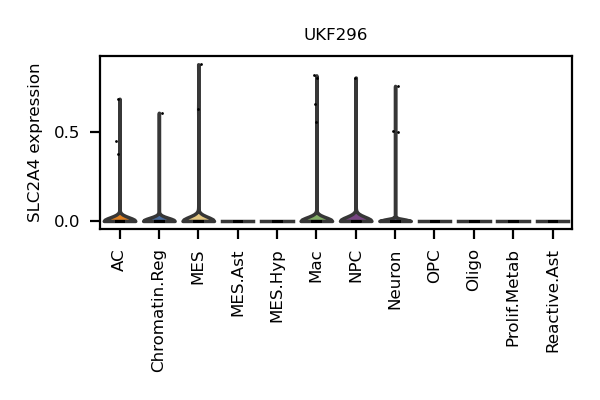 UKF296
SLC2A4 expression
0.5
0.0
AC
Chromatin.Reg
MES
MES.Ast
MES.Hyp
Mac
NPC
Neuron
OPC
Oligo
Prolif.Metab
Reactive.Ast